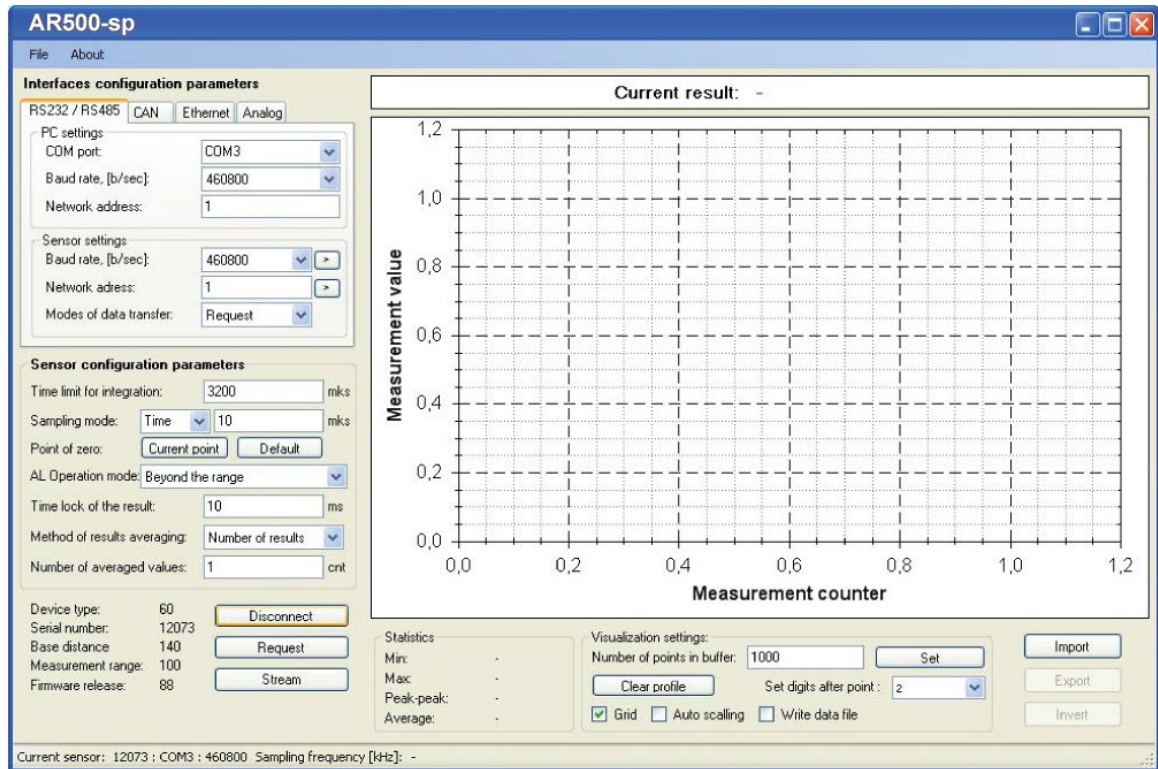 AR500-sp
File About
Interfaces configuration parameters
RS232 / RS485 CAN Ethernet Analog
PC settings
COM port: COM3
Baud rate, [b/sec]: 460800
Network address: 1
Sensor settings
Baud rate, [b/sec]: 460800 >
Network adress: 1 >
Modes of data transfer: Request
Sensor configuration parameters
Time limit for integration: 3200 mks
Sampling mode: Time 10 mks
Point of zero: Current point Default
AL Operation mode: Beyond the range
Time lock of the result: 10 ms
Method of results averaging: Number of results
Number of averaged values: 1 cnt
Device type: 60
Serial number: 12073
Base distance 140
Measurement range: 100
Firmware release: 88
Disconnect
Request
Stream
Current result: -
Measurement value
1,2
1,0
0,8
0,6
0,4
0,2
0,0
0,0 0,2 0,4 0,6 0,8 1,0 1,2
Measurement counter
Statistics
Min: -
Max: -
Peak-peak: -
Average: -
Visualization settings:
Number of points in buffer: 1000 Set
Clear profile Set digits after point : 2
Grid Auto scalling Write data file
Import
Export
Invert
Current sensor: 12073 : COM3 : 460800 Sampling frequency [kHz]: -